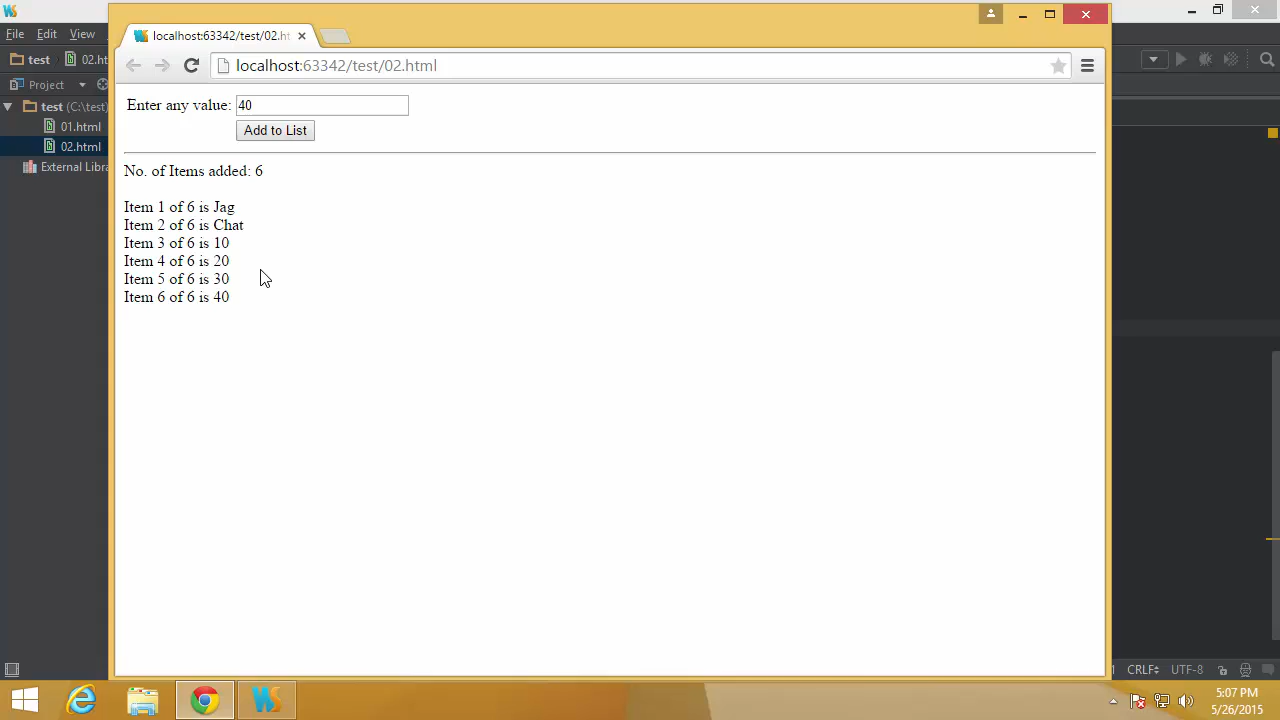 localhost:63342/test/02.ht
localhost:63342/test/02.html
File Edit View
test 02.ht
Project
test (C:\test)
01.html
02.html
External Libra
Enter any value: 40
Add to List
No. of Items added: 6
Item 1 of 6 is Jag
Item 2 of 6 is Chat
Item 3 of 6 is 10
Item 4 of 6 is 20
Item 5 of 6 is 30
Item 6 of 6 is 40
CRLF UTF-8
5:07 PM
5/26/2015